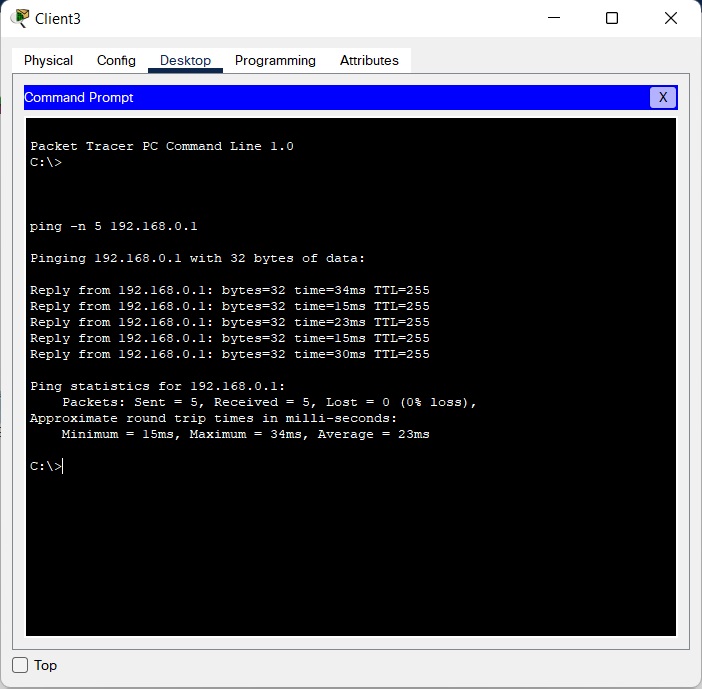 Client3
Physical Config Desktop Programming Attributes
Command Prompt X
Packet Tracer PC Command Line 1.0
C:\>
ping -n 5 192.168.0.1
Pinging 192.168.0.1 with 32 bytes of data:
Reply from 192.168.0.1: bytes=32 time=34ms TTL=255
Reply from 192.168.0.1: bytes=32 time=15ms TTL=255
Reply from 192.168.0.1: bytes=32 time=23ms TTL=255
Reply from 192.168.0.1: bytes=32 time=15ms TTL=255
Reply from 192.168.0.1: bytes=32 time=30ms TTL=255
Ping statistics for 192.168.0.1:
Packets: Sent = 5, Received = 5, Lost = 0 (0% loss),
Approximate round trip times in milli-seconds:
Minimum = 15ms, Maximum = 34ms, Average = 23ms
C:\>
Top